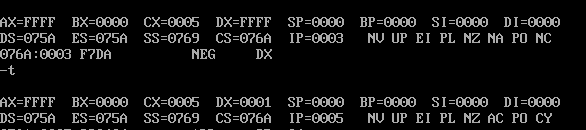 AX=FFFF BX=0000 CX=0005 DX=FFFF SP=0000 BP=0000 SI=0000 DI=0000
DS=075A ES=075A SS=0769 CS=076A IP=0003 NV UP EI PL NZ NA PO NC
076A:0003 F7DA NEG DX
-t
AX=FFFF BX=0000 CX=0005 DX=0001 SP=0000 BP=0000 SI=0000 DI=0000
DS=075A ES=075A SS=0769 CS=076A IP=0005 NV UP EI PL NZ AC PO CY